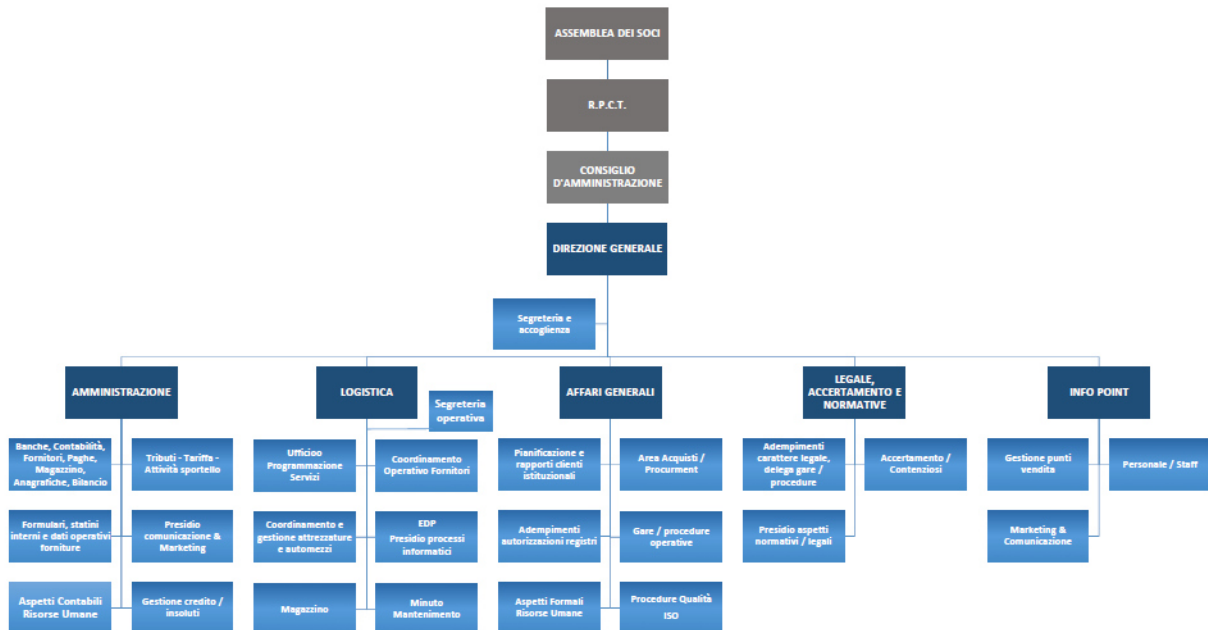 ASSEMBLEA DEI SOCI
R.P.C.T.
CONSIGLIO
D'AMMINISTRAZIONE
DIREZIONE GENERALE
Segreteria e
accoglienza
AMMINISTRAZIONE
Banche, Contabilità,
Fornitori, Paghe,
Magazzino,
Anagrafiche, Bilancio
Tributi - Tariffa -
Attività sportello
Formulari, statini
interni e dati operativi
forniture
Presidio
comunicazione &
Marketing
Aspetti Contabili
Risorse Umane
Gestione credito /
insoluti
LOGISTICA
Segreteria
operativa
Ufficioo
Programmazione
Servizi
Coordinamento
Operativo Fornitori
Coordinamento e
gestione attrezzature
e automezzi
EDP
Presidio processi
informatici
Magazzino
Minuto
Mantenimento
AFFARI GENERALI
Pianificazione e
rapporti clienti
istituzionali
Area Acquisti /
Procurment
Adempimenti
autorizzazioni registri
Gare / procedure
operative
Aspetti Formali
Risorse Umane
Procedure Qualità
ISO
LEGALE,
ACCERTAMENTO E
NORMATIVE
Adempimenti
carattere legale,
delega gare /
procedure
Accertamento /
Contenziosi
Presidio aspetti
normativi / legali
INFO POINT
Gestione punti
vendita
Personale / Staff
Marketing &
Comunicazione